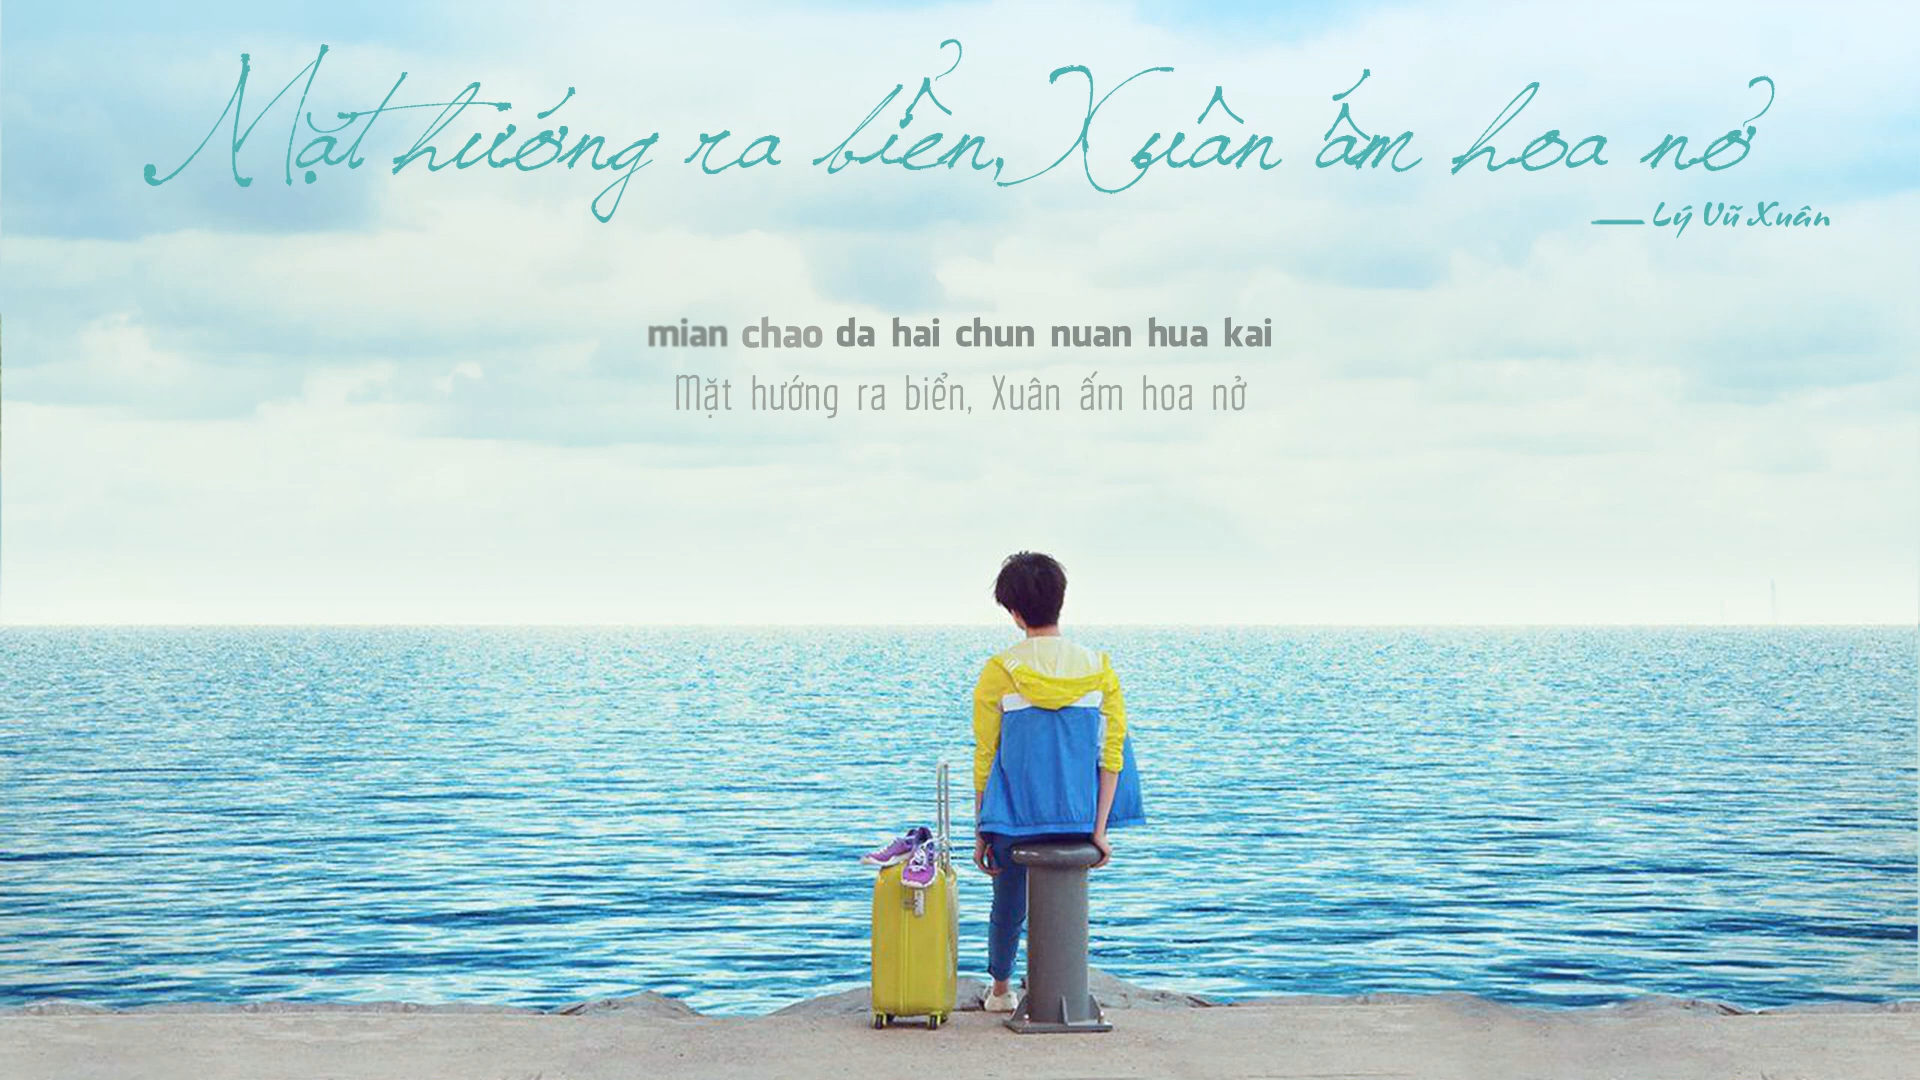 Mặt hướng ra biển, Xuân ấm hoa nở
— Lý Vũ Xuân
mian chao da hai chun nuan hua kai
Mặt hướng ra biển, Xuân ấm hoa nở